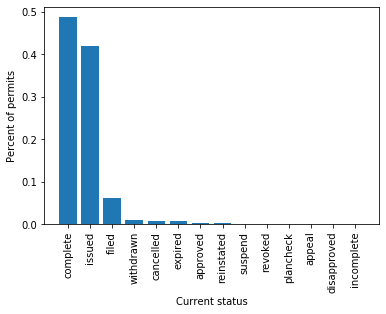 0.5
0.4
0.3
0.2
0.1
0.0
Percent of permits
complete
issued
filed
withdrawn
cancelled
expired
approved
reinstated
suspend
revoked
plancheck
appeal
disapproved
incomplete
Current status